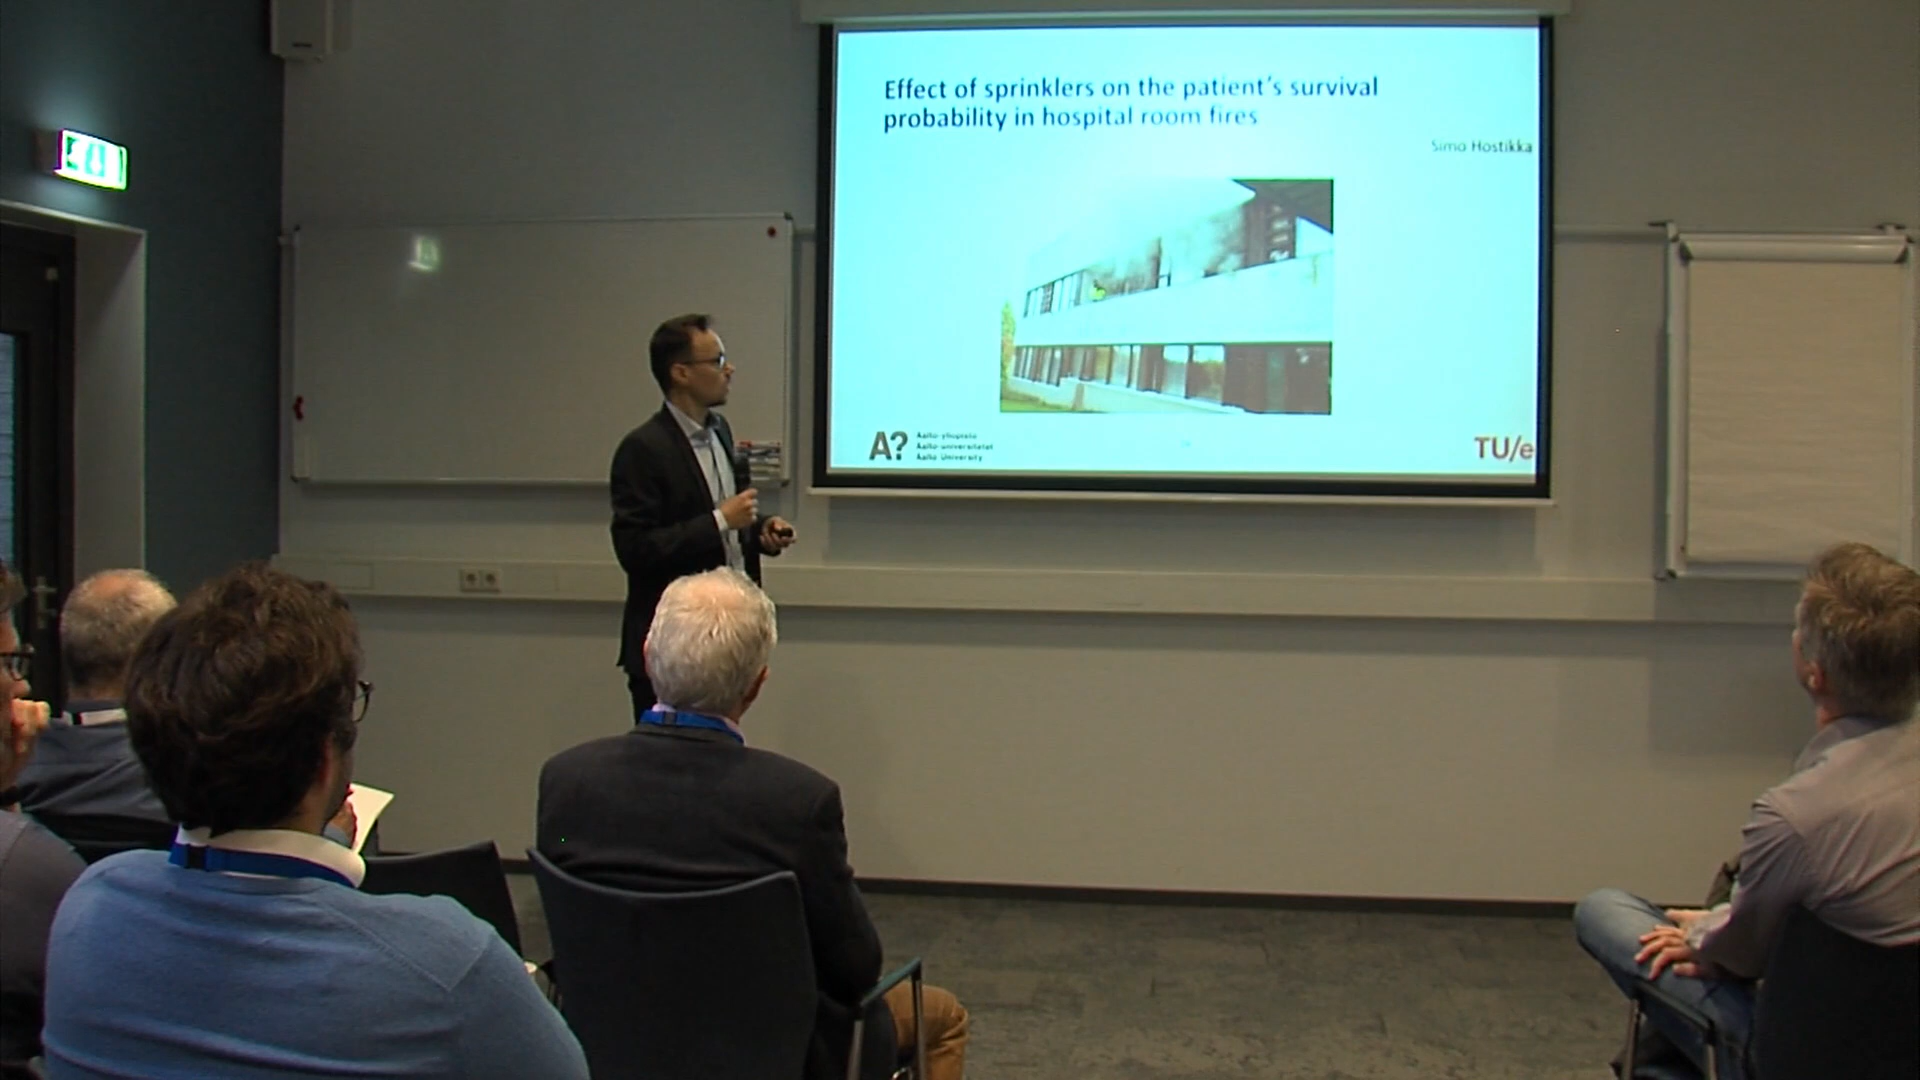 Effect of sprinklers on the patient's survival
probability in hospital room fires
Simo Hostikka
A?
Aalto-yliopisto
Aalto-universitetet
Aalto University
TU/e